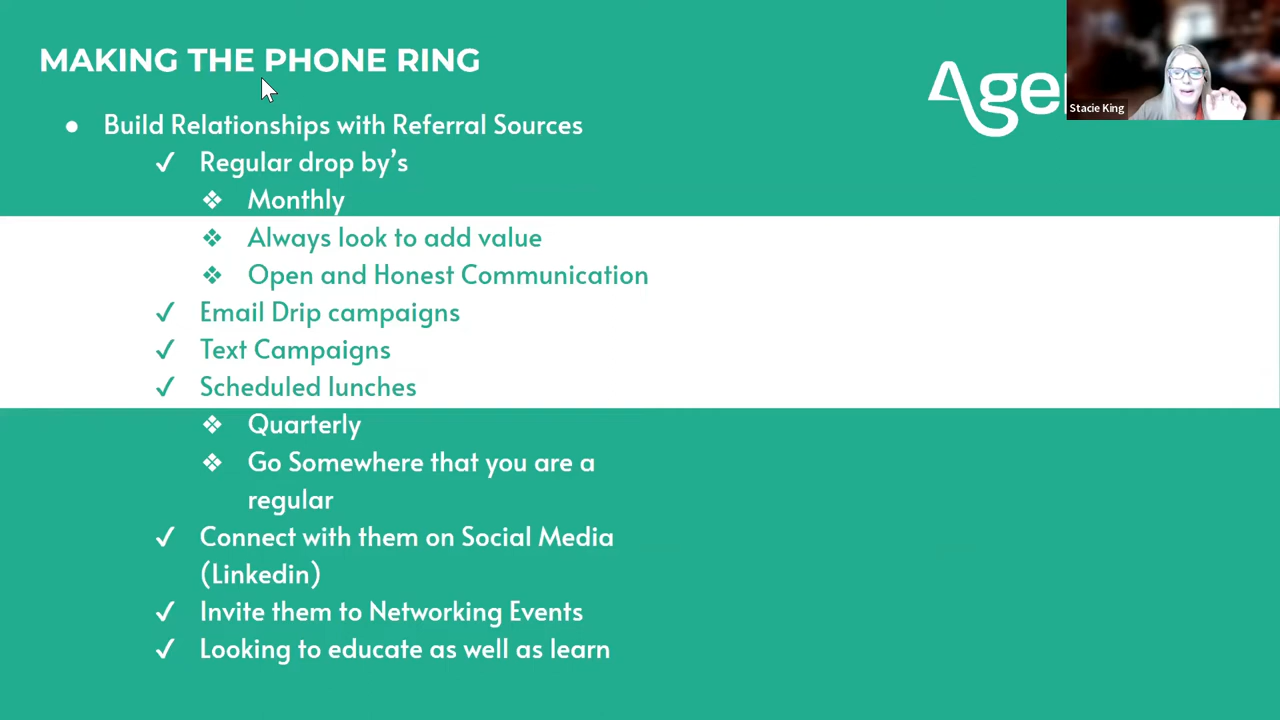 MAKING THE PHONE RING
Stacie King
● Build Relationships with Referral Sources
✓ Regular drop by’s
❖ Monthly
❖ Always look to add value
❖ Open and Honest Communication
✓ Email Drip campaigns
✓ Text Campaigns
✓ Scheduled lunches
❖ Quarterly
❖ Go Somewhere that you are a
regular
✓ Connect with them on Social Media
(Linkedin)
✓ Invite them to Networking Events
✓ Looking to educate as well as learn